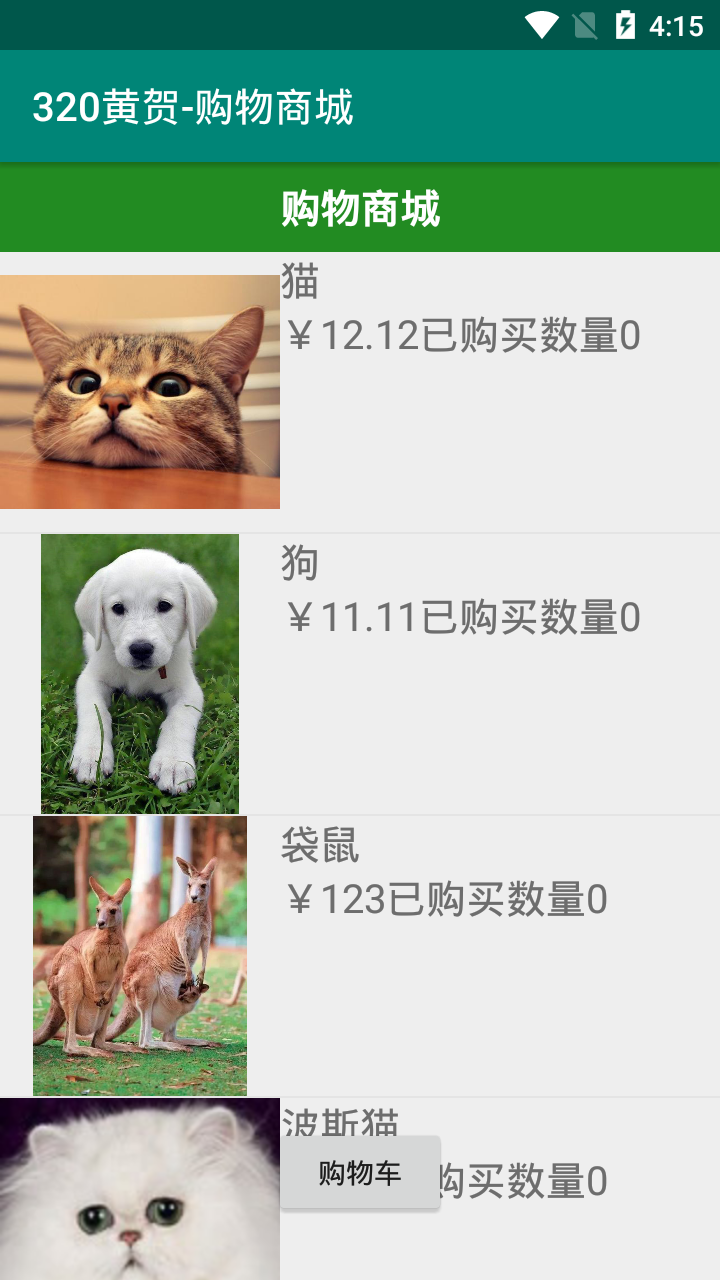 4:15
320黄贺-购物商城
购物商城
猫
￥12.12已购买数量0
狗
￥11.11已购买数量0
袋鼠
￥123已购买数量0
波斯猫
购物车
购买数量0